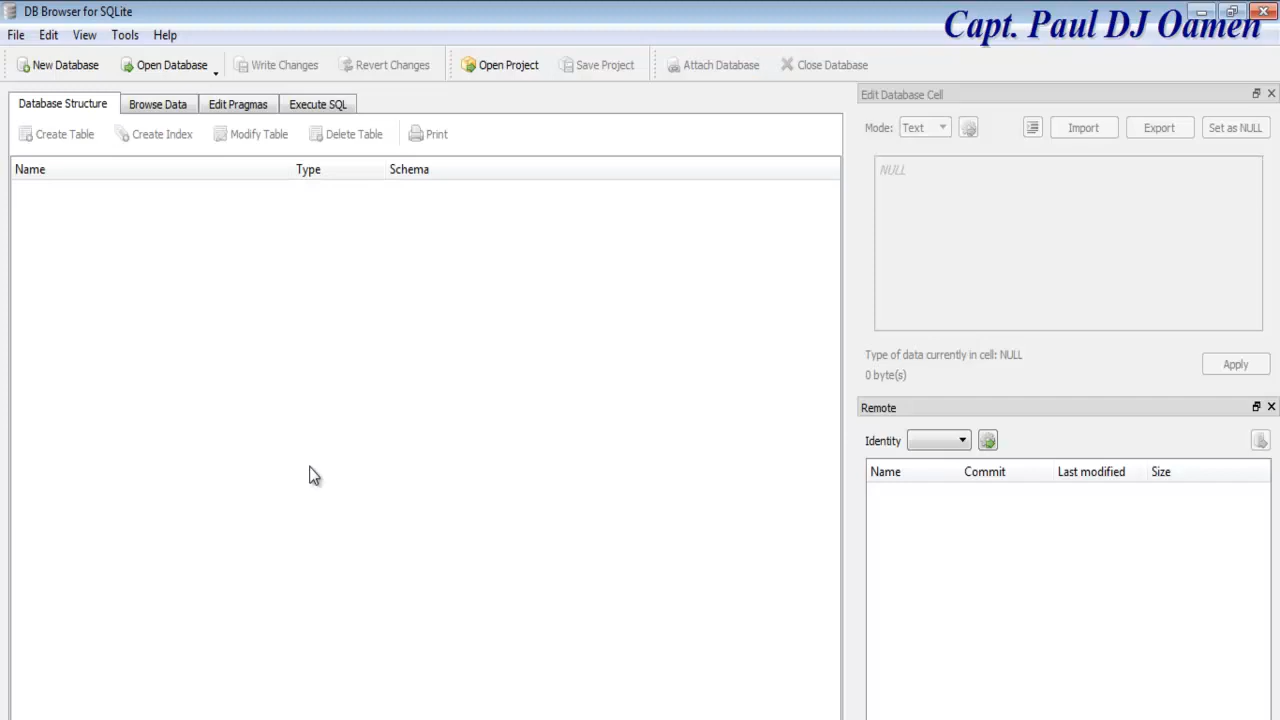 DB Browser for SQLite
Capt. Paul DJ Oamen
File Edit View Tools Help
New Database Open Database Write Changes Revert Changes Open Project Save Project Attach Database Close Database
Database Structure Browse Data Edit Pragmas Execute SQL
Create Table Create Index Modify Table Delete Table Print
Name Type Schema
Edit Database Cell
Mode: Text Import Export Set as NULL
NULL
Type of data currently in cell: NULL
0 byte(s)
Apply
Remote
Identity
Name Commit Last modified Size